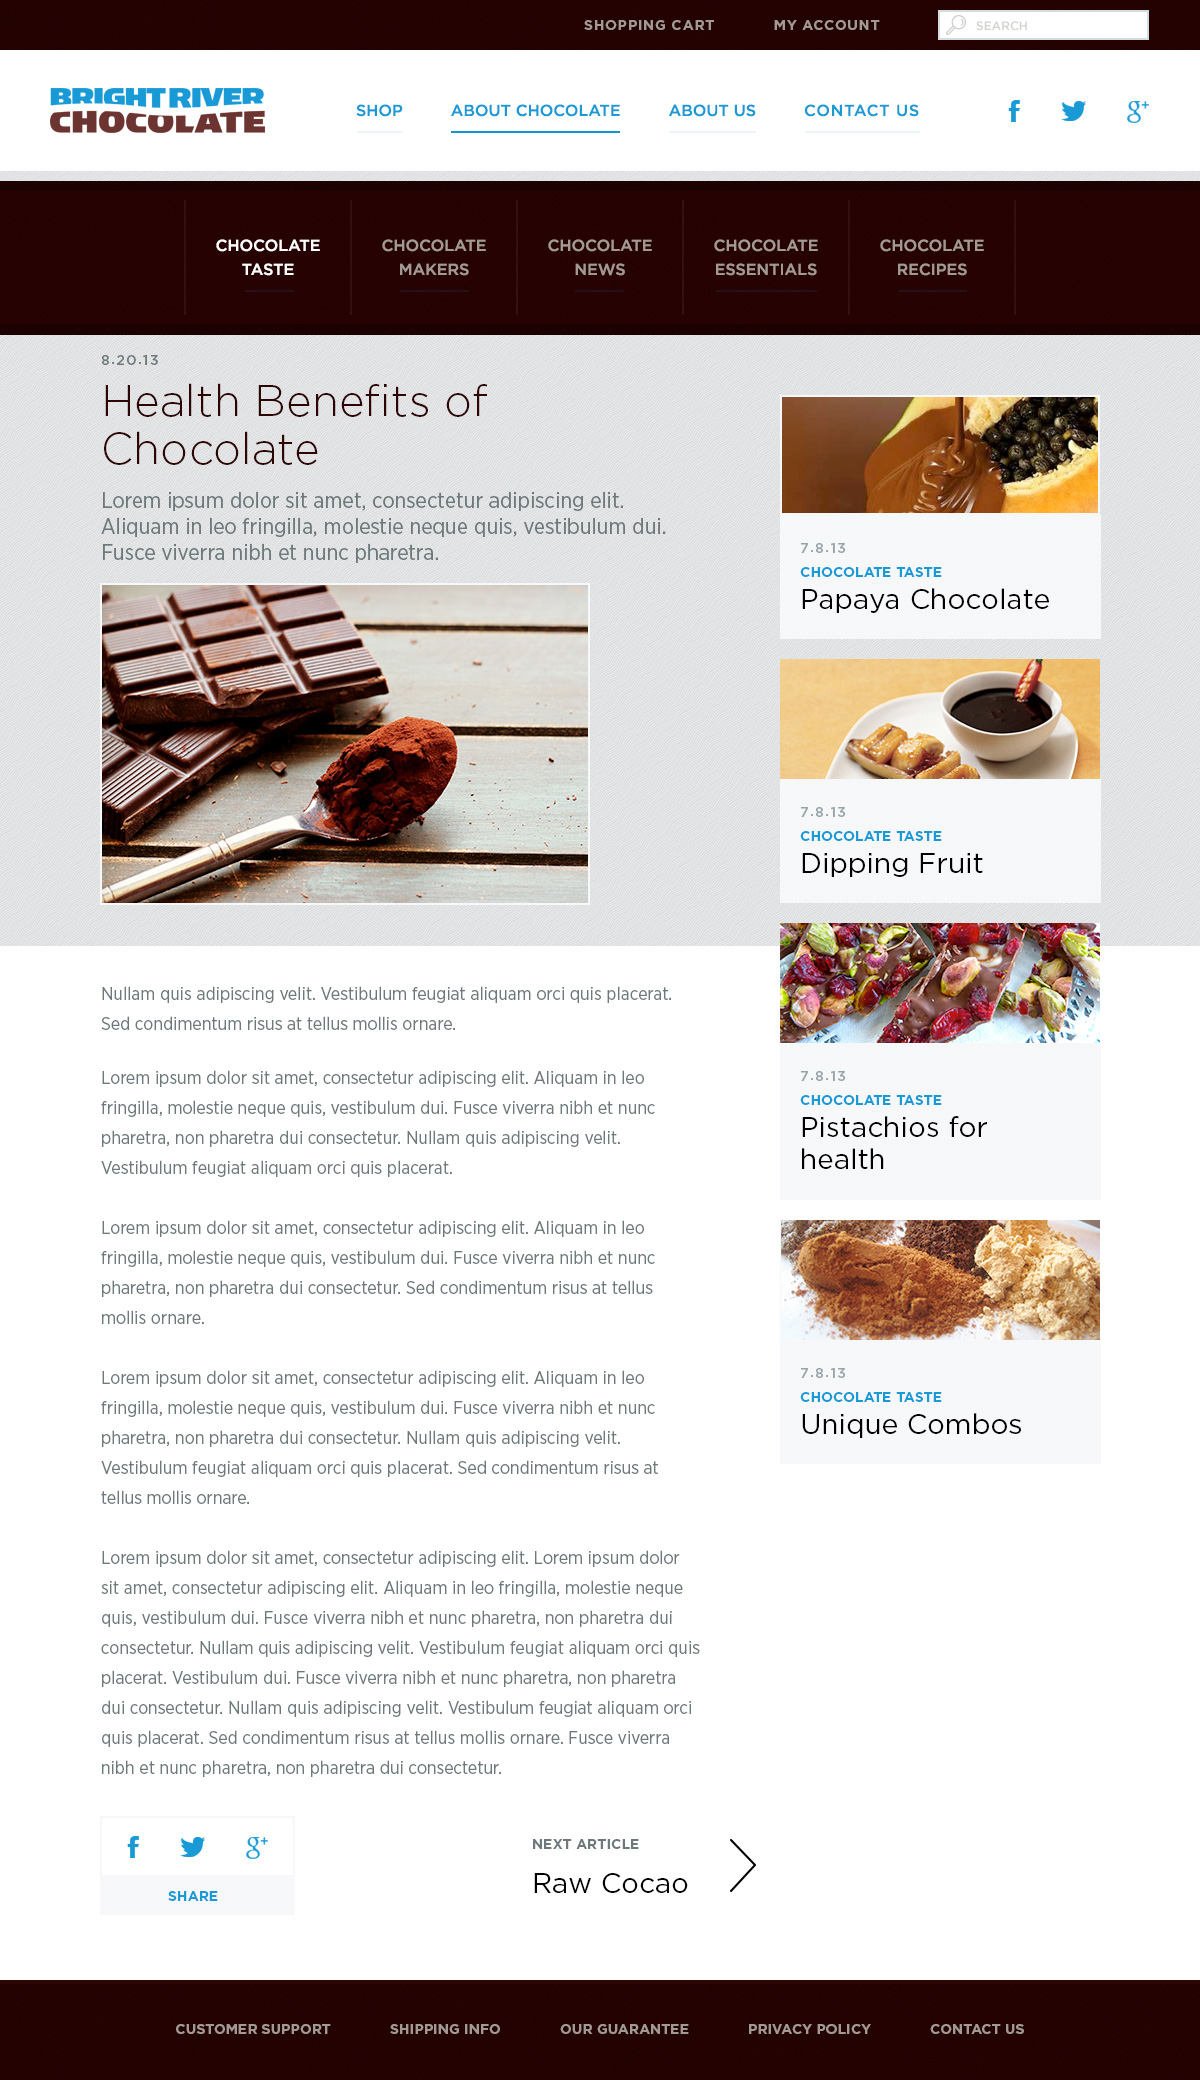 SHOPPING CART
MY ACCOUNT
SEARCH
BRIGHT RIVER
CHOCOLATE
SHOP
ABOUT CHOCOLATE
ABOUT US
CONTACT US
CHOCOLATE
TASTE
CHOCOLATE
MAKERS
CHOCOLATE
NEWS
CHOCOLATE
ESSENTIALS
CHOCOLATE
RECIPES
8.20.13
Health Benefits of
Chocolate
Lorem ipsum dolor sit amet, consectetur adipiscing elit.
Aliquam in leo fringilla, molestie neque quis, vestibulum dui.
Fusce viverra nibh et nunc pharetra.
Nullam quis adipiscing velit. Vestibulum feugiat aliquam orci quis placerat.
Sed condimentum risus at tellus mollis ornare.
Lorem ipsum dolor sit amet, consectetur adipiscing elit. Aliquam in leo
fringilla, molestie neque quis, vestibulum dui. Fusce viverra nibh et nunc
pharetra, non pharetra dui consectetur. Nullam quis adipiscing velit.
Vestibulum feugiat aliquam orci quis placerat.
Lorem ipsum dolor sit amet, consectetur adipiscing elit. Aliquam in leo
fringilla, molestie neque quis, vestibulum dui. Fusce viverra nibh et nunc
pharetra, non pharetra dui consectetur. Sed condimentum risus at tellus
mollis ornare.
Lorem ipsum dolor sit amet, consectetur adipiscing elit. Aliquam in leo
fringilla, molestie neque quis, vestibulum dui. Fusce viverra nibh et nunc
pharetra, non pharetra dui consectetur. Nullam quis adipiscing velit.
Vestibulum feugiat aliquam orci quis placerat. Sed condimentum risus at
tellus mollis ornare.
Lorem ipsum dolor sit amet, consectetur adipiscing elit. Lorem ipsum dolor
sit amet, consectetur adipiscing elit. Aliquam in leo fringilla, molestie neque
quis, vestibulum dui. Fusce viverra nibh et nunc pharetra, non pharetra dui
consectetur. Nullam quis adipiscing velit. Vestibulum feugiat aliquam orci quis
placerat. Vestibulum dui. Fusce viverra nibh et nunc pharetra, non pharetra
dui consectetur. Nullam quis adipiscing velit. Vestibulum feugiat aliquam orci
quis placerat. Sed condimentum risus at tellus mollis ornare. Fusce viverra
nibh et nunc pharetra, non pharetra dui consectetur.
SHARE
NEXT ARTICLE
Raw Cocao
7.8.13
CHOCOLATE TASTE
Papaya Chocolate
7.8.13
CHOCOLATE TASTE
Dipping Fruit
7.8.13
CHOCOLATE TASTE
Pistachios for
health
7.8.13
CHOCOLATE TASTE
Unique Combos
CUSTOMER SUPPORT
SHIPPING INFO
OUR GUARANTEE
PRIVACY POLICY
CONTACT US